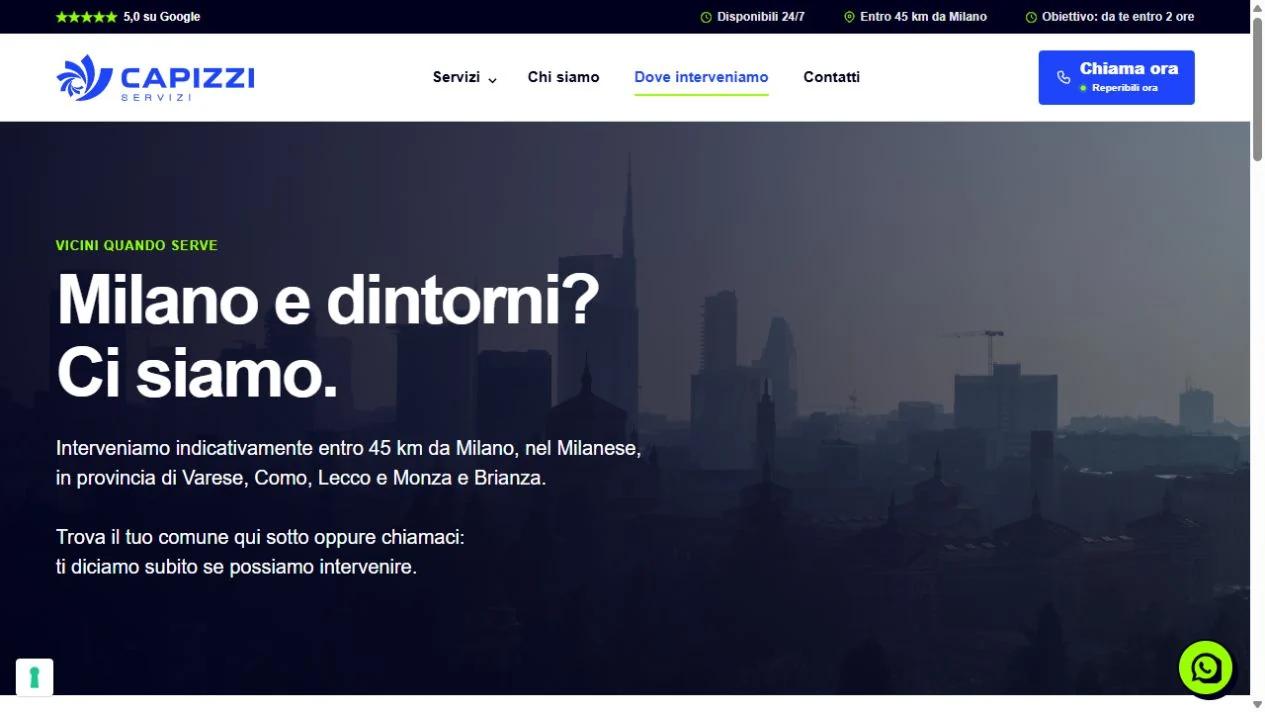 5,0 su Google
Disponibili 24/7
Entro 45 km da Milano
Obiettivo: da te entro 2 ore
CAPIZZI
SERVIZI
Servizi
Chi siamo
Dove interveniamo
Contatti
Chiama ora
Reperibili ora
VICINI QUANDO SERVE
Milano e dintorni?
Ci siamo.
Interveniamo indicativamente entro 45 km da Milano, nel Milanese,
in provincia di Varese, Como, Lecco e Monza e Brianza.
Trova il tuo comune qui sotto oppure chiamaci:
ti diciamo subito se possiamo intervenire.